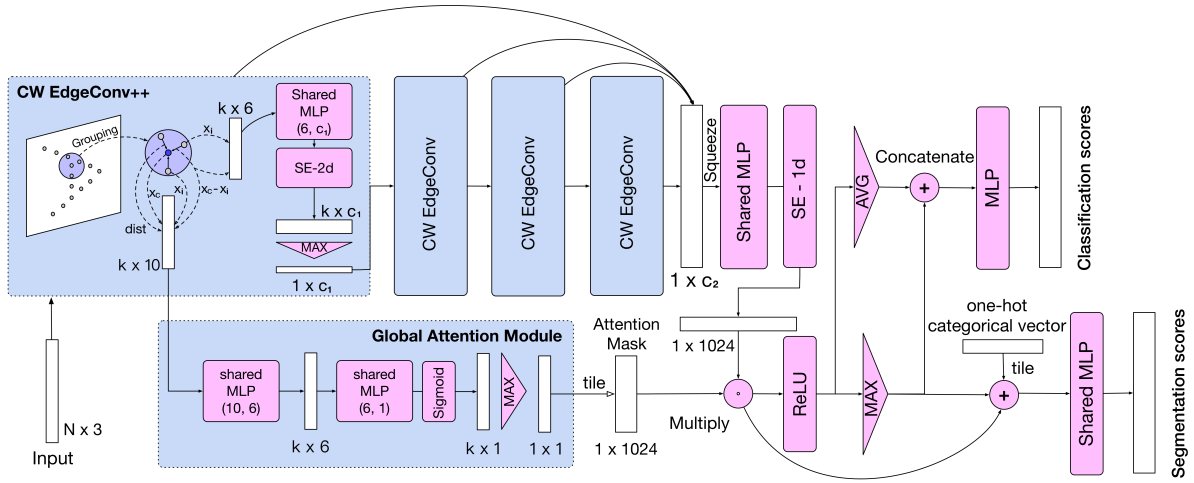 CW EdgeConv++
Grouping
xᵢ
k x 6
Shared
MLP
(6, c₁)
SE-2d
k x c₁
MAX
1 x c₁
x_c
xᵢ
x_c - xᵢ
dist
k x 10
CW EdgeConv
CW EdgeConv
CW EdgeConv
Squeeze
1 x c₂
Shared MLP
SE - 1d
AVG
Concatenate
+
MLP
Classification scores
N x 3
Input
Global Attention Module
shared
MLP
(10, 6)
k x 6
shared
MLP
(6, 1)
Sigmoid
k x 1
MAX
1 x 1
tile
Attention
Mask
1 x 1024
1 x 1024
Multiply
ReLU
MAX
one-hot
categorical vector
tile
+
Shared MLP
Segmentation scores